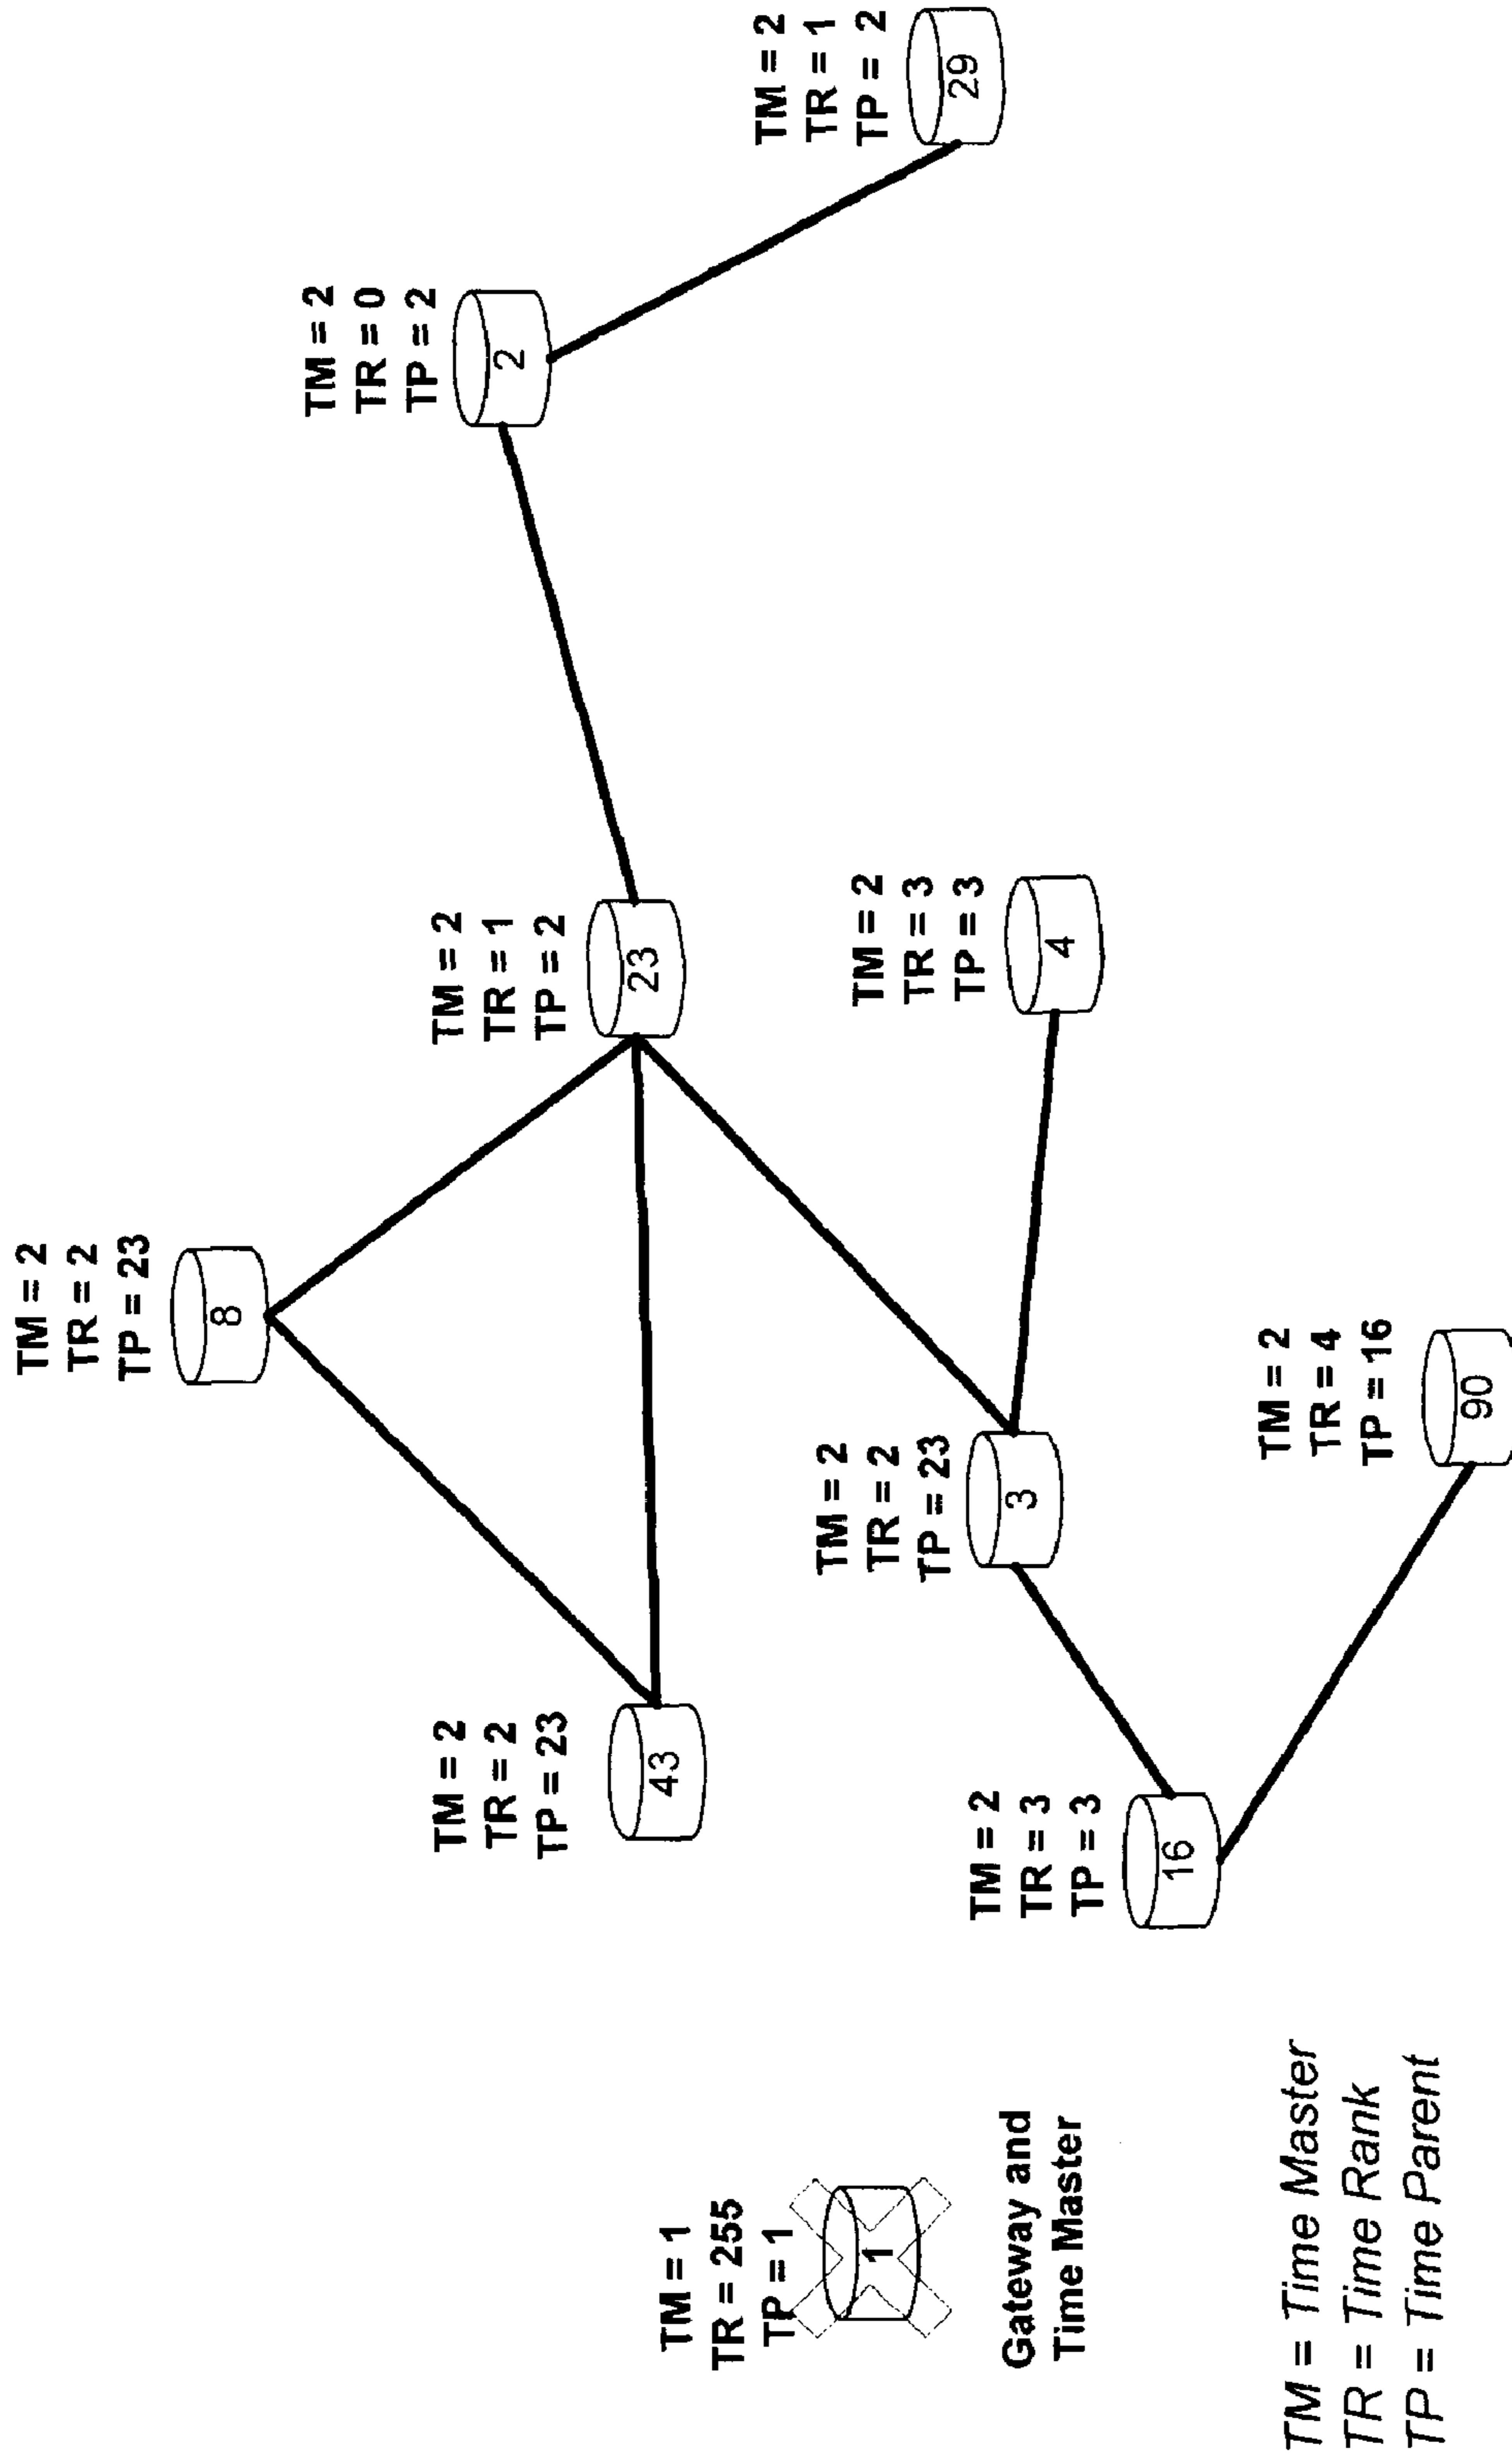 TM = 2
TR = 2
TP = 23
8
TM = 2
TR = 0
TP = 2
2
TM = 2
TR = 2
TP = 23
43
TM = 2
TR = 1
TP = 2
23
TM = 1
TR = 255
TP = 1
1
Gateway and
Time Master
TM = 2
TR = 1
TP = 2
29
TM = 2
TR = 2
TP = 23
3
TM = 2
TR = 3
TP = 3
4
TM = 2
TR = 3
TP = 3
16
TM = 2
TR = 4
TP = 16
90
TM = Time Master
TR = Time Rank
TP = Time Parent